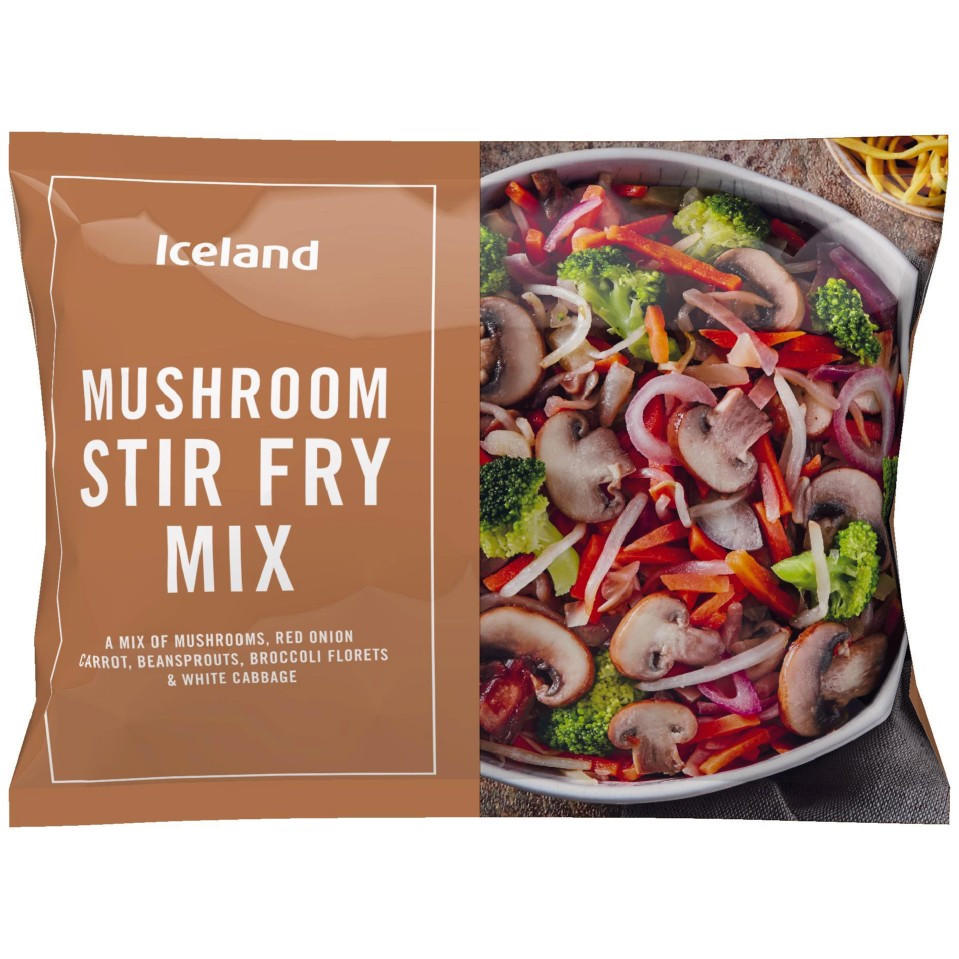 Iceland
MUSHROOM
STIR FRY
MIX
A MIX OF MUSHROOMS, RED ONION
CARROT, BEANSPROUTS, BROCCOLI FLORETS
& WHITE CABBAGE